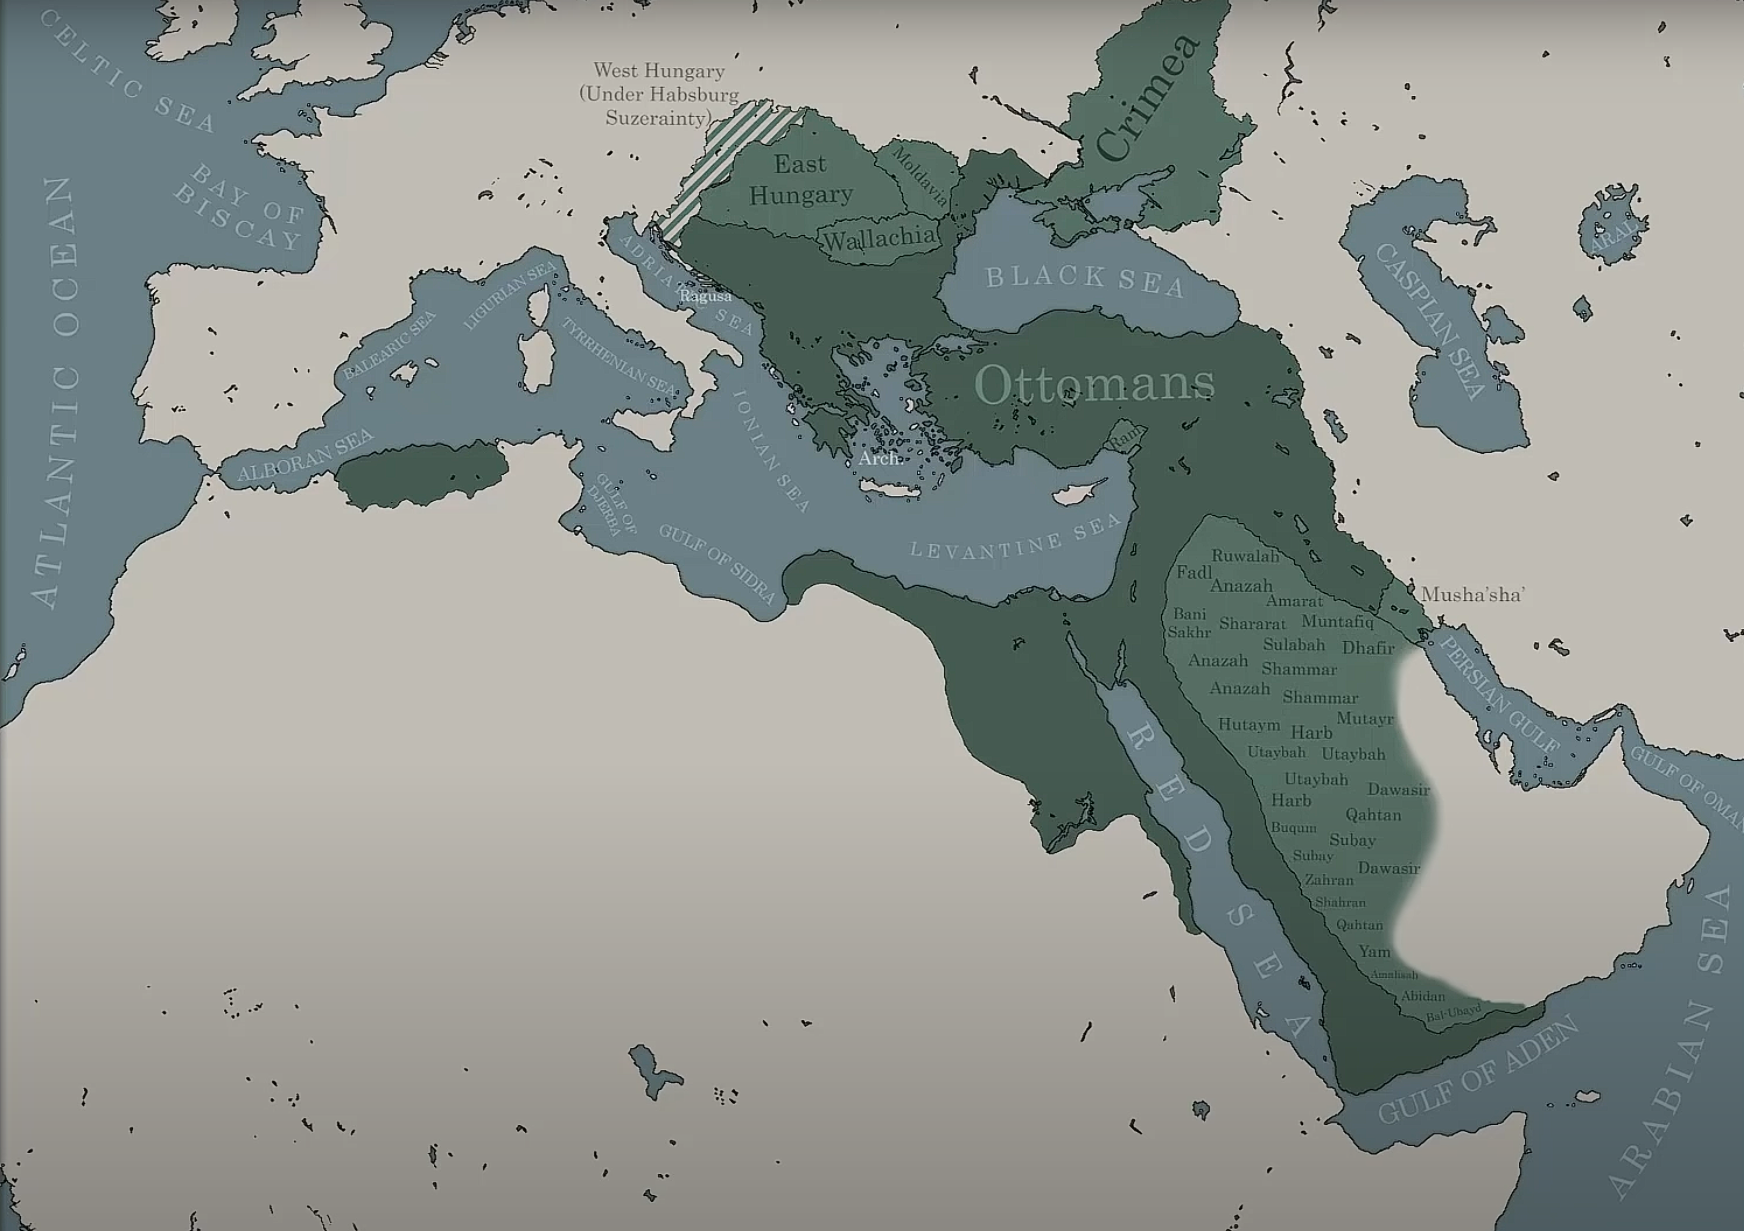 CELTIC SEA
West Hungary
(Under Habsburg
Suzerainty)
Crimea
BAY OF
BISCAY
East
Hungary
Moldavia
Wallachia
ATLANTIC OCEAN
ADRIATIC SEA
Ragusa
BLACK SEA
CASPIAN SEA
ARAL
LIGURIAN SEA
BALEARIC SEA
TYRRHENIAN SEA
Ottomans
IONIAN SEA
ALBORAN SEA
Ram.
Arch.
GULF OF
DJERBA
GULF OF SIDRA
LEVANTINE SEA
Ruwalah
Fadl
Anazah
Amarat
Musha'sha'
Bani
Sakhr
Shararat
Muntafiq
Sulabah
Dhafir
Anazah
Shammar
Anazah
Shammar
PERSIAN GULF
Hutaym
Harb
Mutayr
Utaybah
Utaybah
Utaybah
Dawasir
Harb
Qahtan
Buqum
Subay
Subay
Dawasir
Zahran
Shahran
Qahtan
Yam
Abidan
Bal-Ubayd
RED SEA
GULF OF OMAN
GULF OF ADEN
ARABIAN SEA